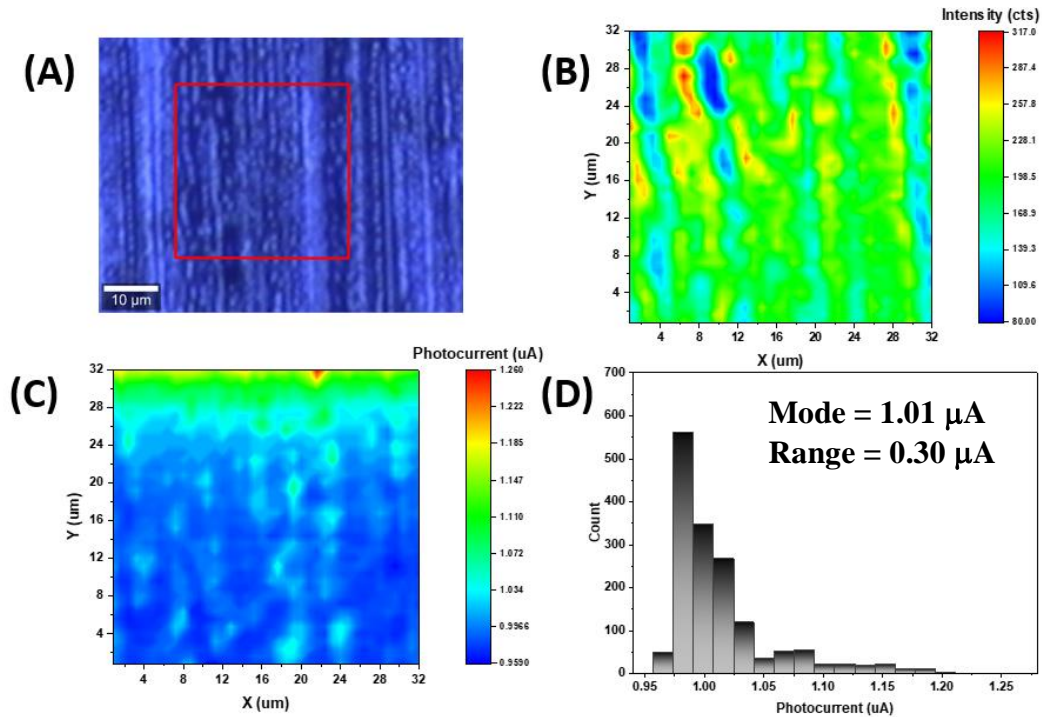 (A)
10 µm
(B)
Intensity (cts)
317.0
287.4
257.8
228.1
198.5
168.9
139.3
109.6
80.00
32
28
24
20
16
12
8
4
Y (um)
4 8 12 16 20 24 28 32
X (um)
(C)
Photocurrent (uA)
1.260
1.222
1.185
1.147
1.110
1.072
1.034
0.9966
0.9590
32
28
24
20
16
12
8
4
Y (um)
4 8 12 16 20 24 28 32
X (um)
(D)
Mode = 1.01 µA
Range = 0.30 µA
700
600
500
400
300
200
100
0
Count
0.95 1.00 1.05 1.10 1.15 1.20 1.25
Photocurrent (uA)